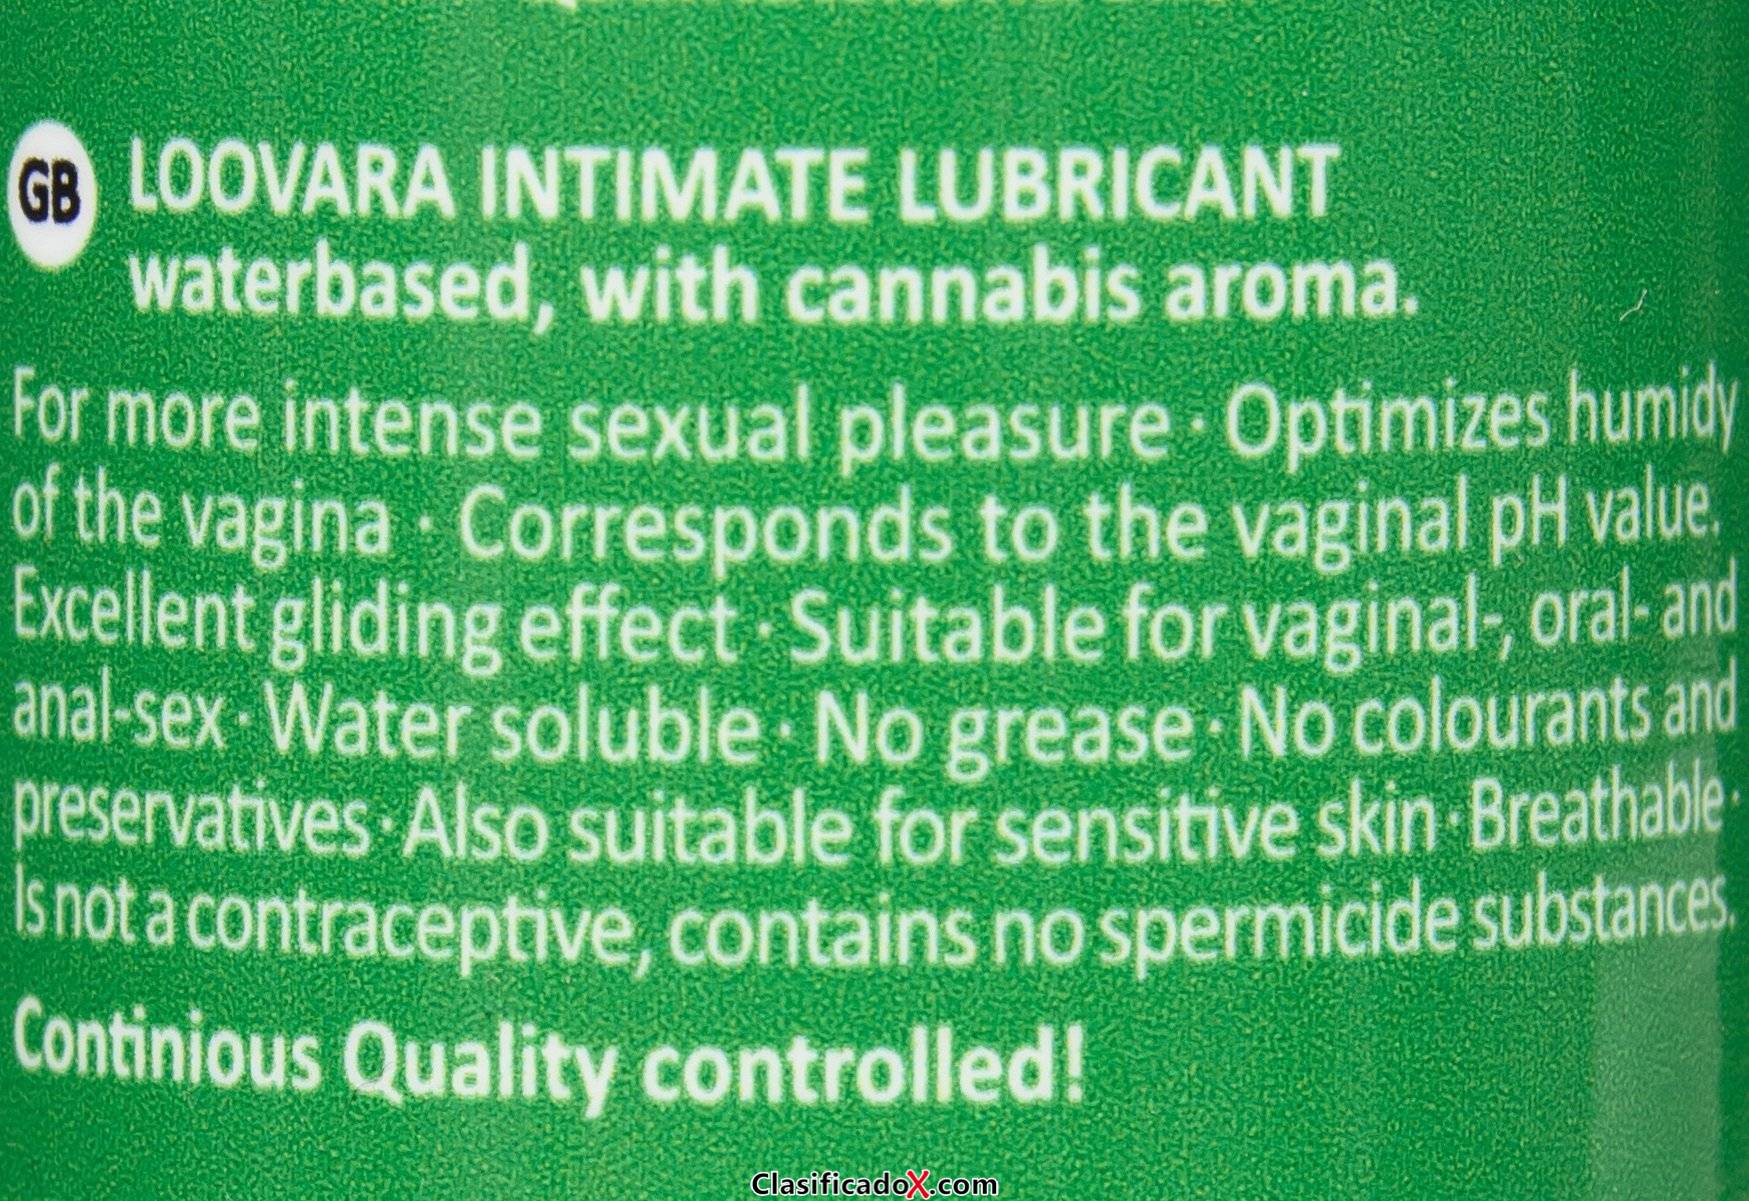 GB LOOVARA INTIMATE LUBRICANT
waterbased, with cannabis aroma.
For more intense sexual pleasure · Optimizes humidy
of the vagina · Corresponds to the vaginal pH value.
Excellent gliding effect · Suitable for vaginal-, oral- and
anal-sex · Water soluble · No grease · No colourants and
preservatives · Also suitable for sensitive skin · Breathable ·
Is not a contraceptive, contains no spermicide substances.
Continious Quality controlled!
ClasificadoX.com